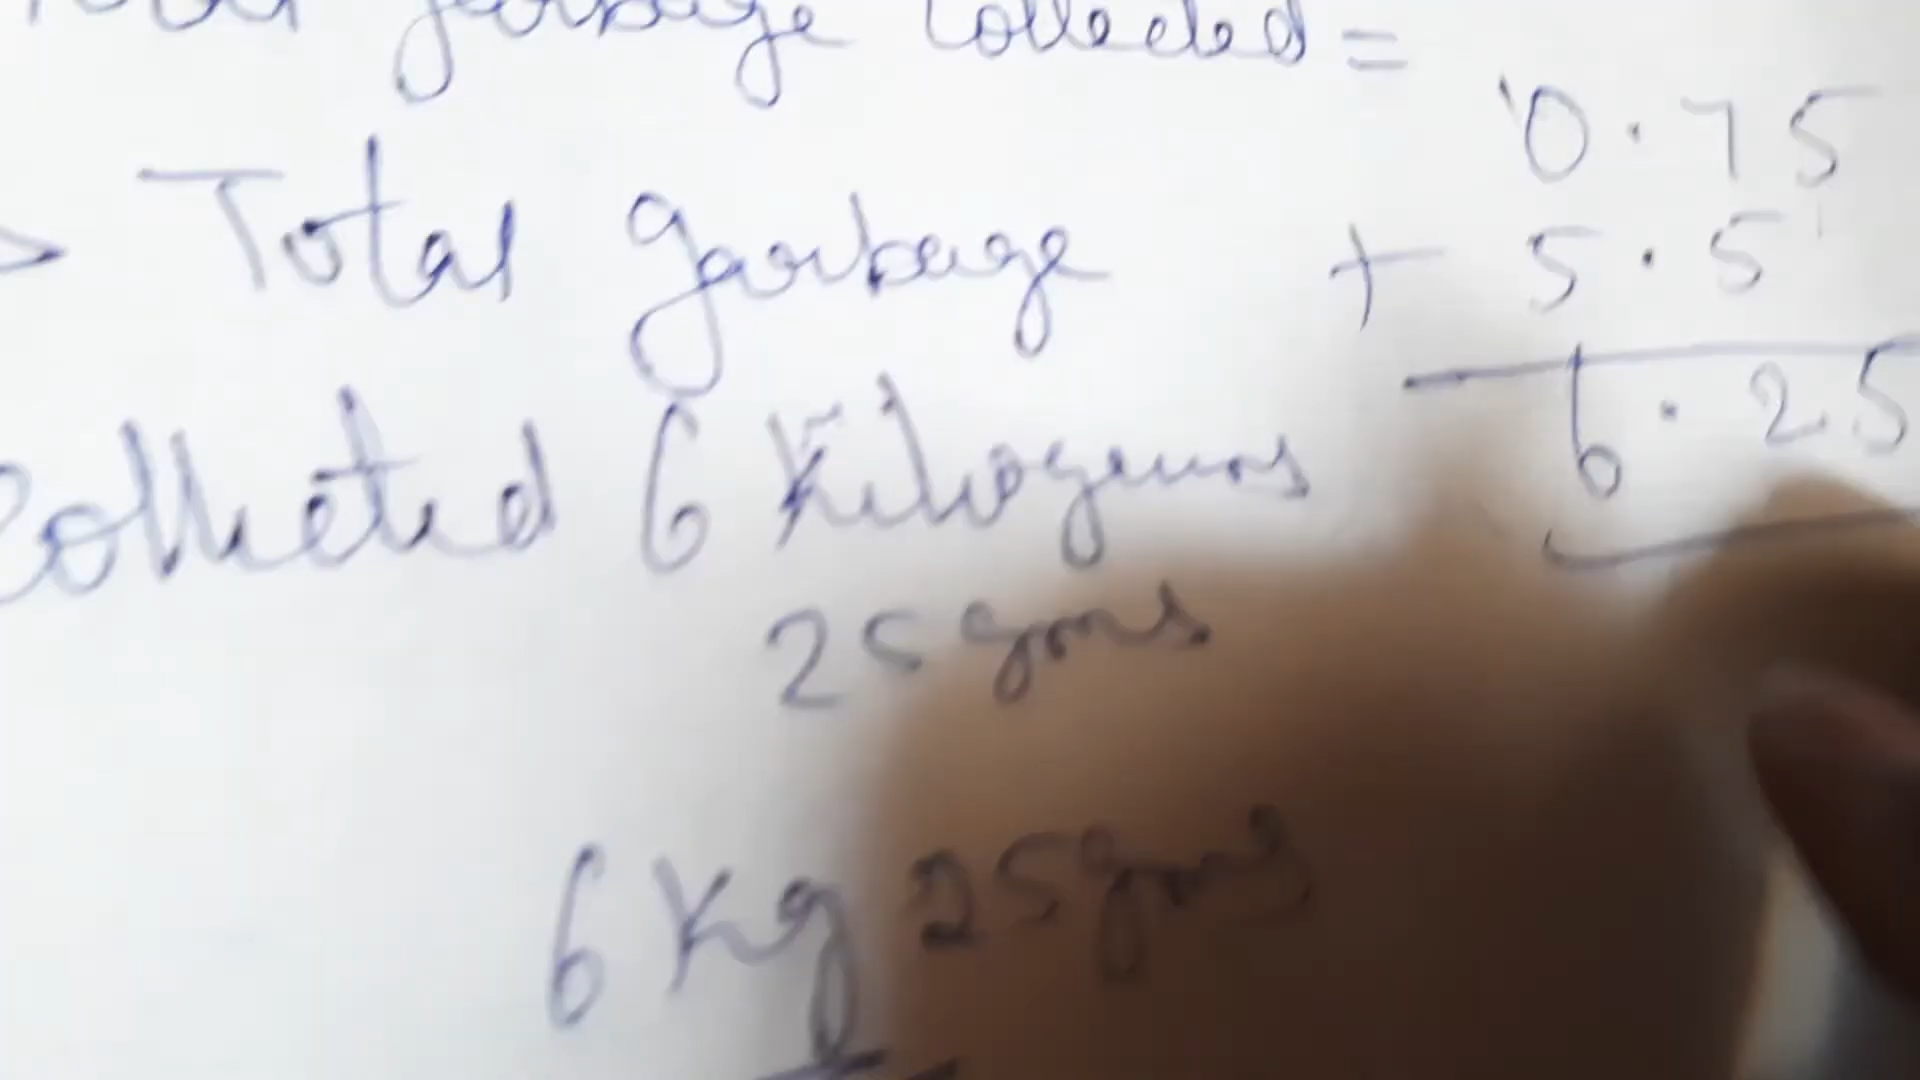 Total garbage Collected =
0.75
Total garbage
+ 5.5
6.25
Collected 6 Kilograms
25 gms
6 Kg 25 gms